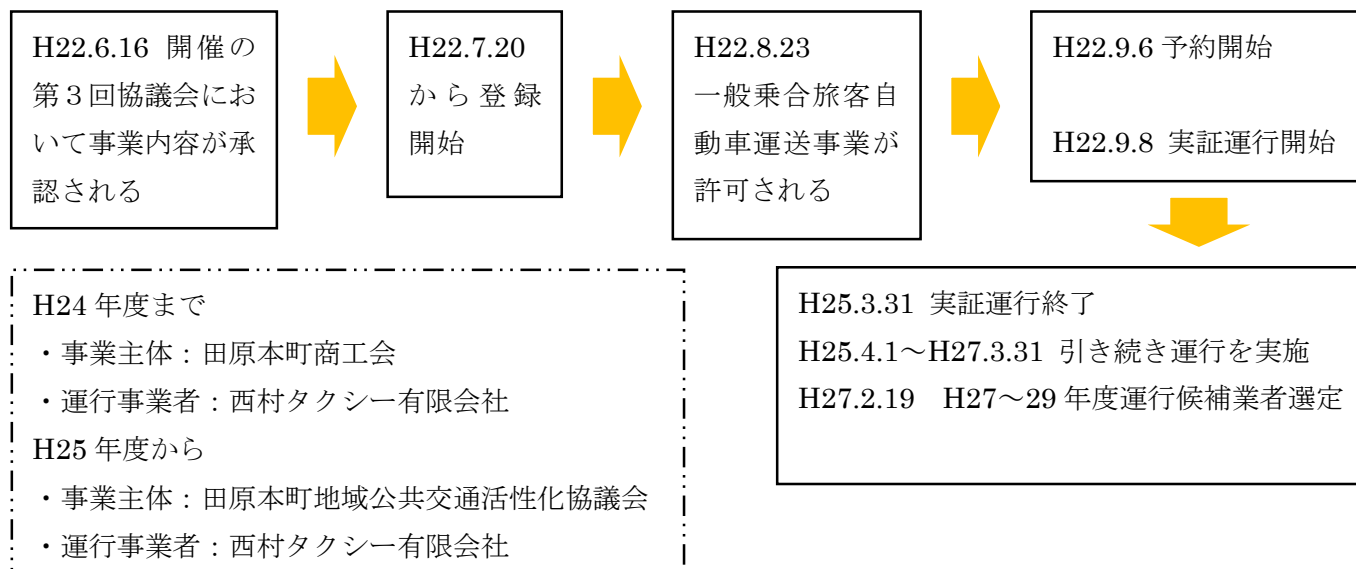 H22.6.16 開催の
第３回協議会にお
いて事業内容が承
認される
H22.7.20
から登録
開始
H22.8.23
一般乗合旅客自
動車運送事業が
許可される
H22.9.6 予約開始
H22.9.8 実証運行開始
H25.3.31 実証運行終了
H25.4.1～H27.3.31 引き続き運行を実施
H27.2.19　H27～29 年度運行候補業者選定
H24 年度まで
・事業主体：田原本町商工会
・運行事業者：西村タクシー有限会社
H25 年度から
・事業主体：田原本町地域公共交通活性化協議会
・運行事業者：西村タクシー有限会社